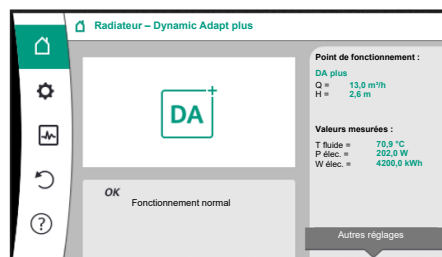 Radiateur – Dynamic Adapt plus
DA+
OK
Fonctionnement normal
Point de fonctionnement :
DA plus
Q = 13,0 m³/h
H = 2,6 m
Valeurs mesurées :
T fluide = 70,9 °C
P élec. = 202,0 W
W élec. = 4200,0 kWh
Autres réglages
?